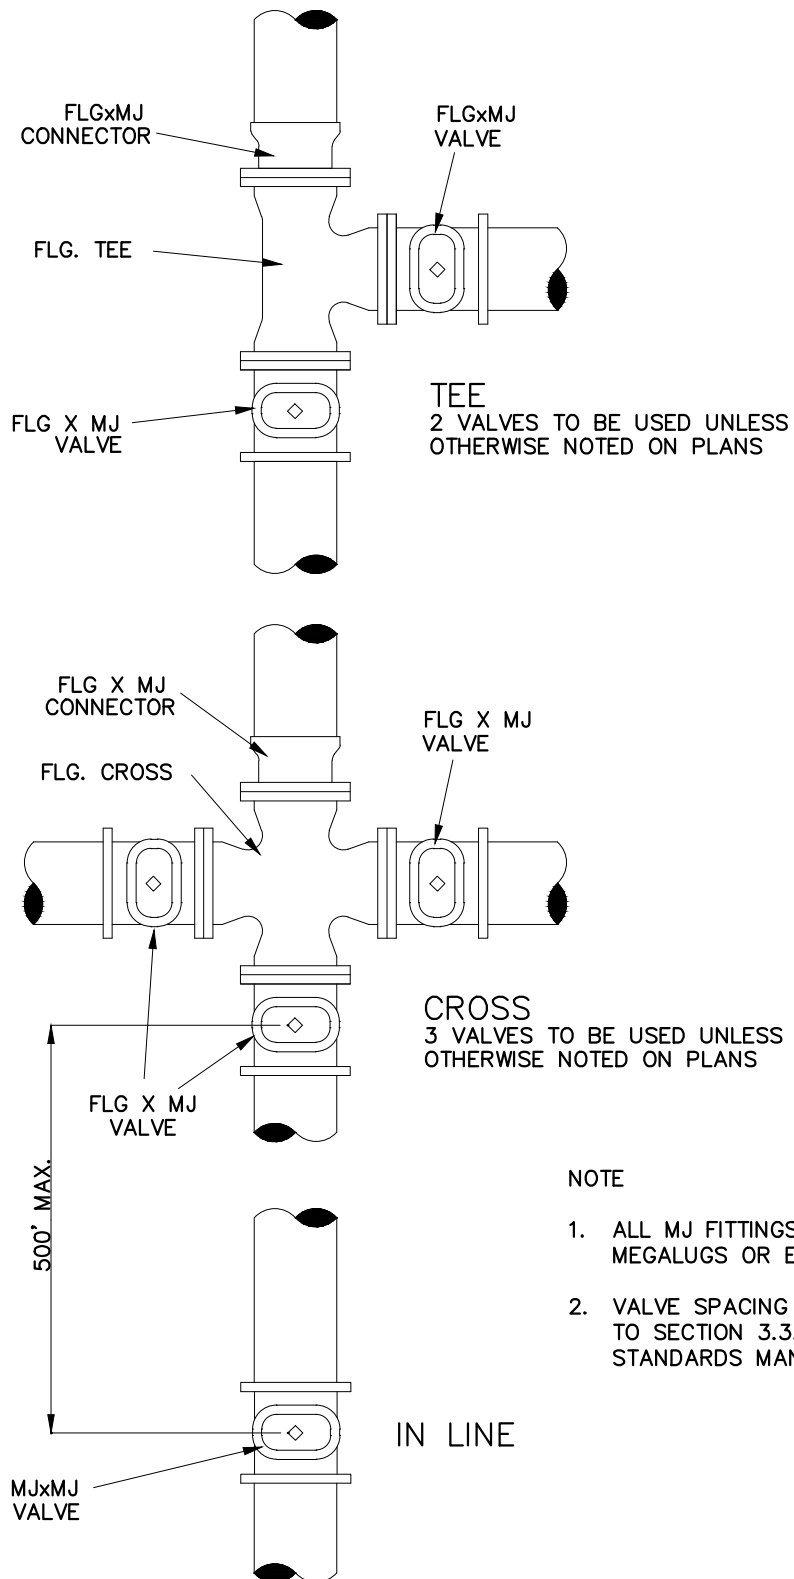 FLGxMJ
CONNECTOR
FLGxMJ
VALVE
FLG. TEE
FLG X MJ
VALVE
TEE
2 VALVES TO BE USED UNLESS
OTHERWISE NOTED ON PLANS
FLG X MJ
CONNECTOR
FLG X MJ
VALVE
FLG. CROSS
CROSS
3 VALVES TO BE USED UNLESS
OTHERWISE NOTED ON PLANS
FLG X MJ
VALVE
500' MAX.
NOTE
1. ALL MJ FITTINGS
MEGALUGS OR
2. VALVE SPACING
TO SECTION 3.3.
STANDARDS
IN LINE
MJxMJ
VALVE